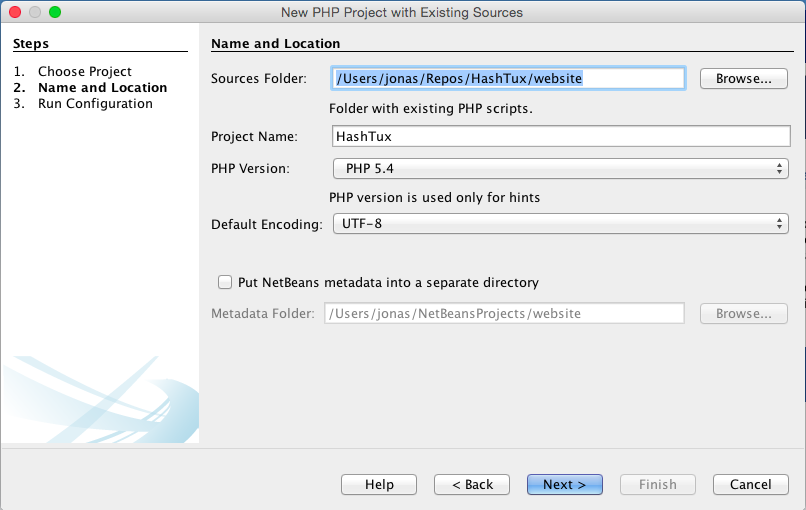 New PHP Project with Existing Sources
Steps
1. Choose Project
2. Name and Location
3. Run Configuration
Name and Location
Sources Folder: /Users/jonas/Repos/HashTux/website Browse...
Folder with existing PHP scripts.
Project Name: HashTux
PHP Version: PHP 5.4
PHP version is used only for hints
Default Encoding: UTF-8
Put NetBeans metadata into a separate directory
Metadata Folder: /Users/jonas/NetBeansProjects/website Browse...
Help < Back Next > Finish Cancel